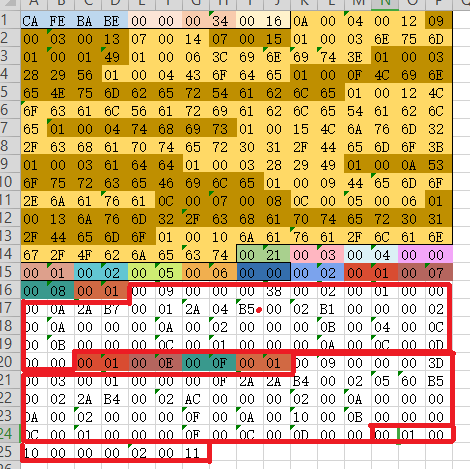 A B C D E F G H I J K L M N O P
1 CA FE BA BE 00 00 00 34 00 16 0A 00 04 00 12 09
2 00 03 00 13 07 00 14 07 00 15 01 00 03 6E 75 6D
3 01 00 01 49 01 00 06 3C 69 6E 69 74 3E 01 00 03
4 28 29 56 01 00 04 43 6F 64 65 01 00 0F 4C 69 6E
5 65 4E 75 6D 62 65 72 54 61 62 6C 65 01 00 12 4C
6 6F 63 61 6C 56 61 72 69 61 62 6C 65 54 61 62 6C
7 65 01 00 04 74 68 69 73 01 00 15 4C 6A 76 6D 32
8 2F 63 68 61 70 74 65 72 30 31 2F 44 65 6D 6F 3B
9 01 00 03 61 64 64 01 00 03 28 29 49 01 00 0A 53
10 6F 75 72 63 65 46 69 6C 65 01 00 09 44 65 6D 6F
11 2E 6A 61 76 61 0C 00 07 00 08 0C 00 05 00 06 01
12 00 13 6A 76 6D 32 2F 63 68 61 70 74 65 72 30 31
13 2F 44 65 6D 6F 01 00 10 6A 61 76 61 2F 6C 61 6E
14 67 2F 4F 62 6A 65 63 74 00 21 00 03 00 04 00 00
15 00 01 00 02 00 05 00 06 00 00 00 02 00 01 00 07
16 00 08 00 01 00 09 00 00 00 38 00 02 00 01 00 00
17 00 0A 2A B7 00 01 2A 04 B5 00 02 B1 00 00 00 02
18 00 0A 00 00 00 0A 00 02 00 00 00 0B 00 04 00 0C
19 00 0B 00 00 00 0C 00 01 00 00 00 0A 00 0C 00 0D
20 00 00 00 01 00 0E 00 0F 00 01 00 09 00 00 00 3D
21 00 03 00 01 00 00 00 0F 2A 2A B4 00 02 05 60 B5
22 00 02 2A B4 00 02 AC 00 00 00 02 00 0A 00 00 00
23 0A 00 02 00 00 00 0F 00 0A 00 10 00 0B 00 00 00
24 0C 00 01 00 00 00 0F 00 0C 00 0D 00 00 00 01 00
25 10 00 00 00 02 00 11